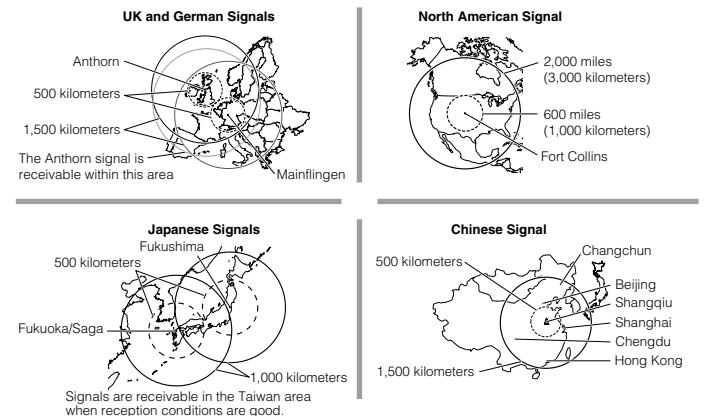 UK and German Signals
Anthorn
500 kilometers
1,500 kilometers
The Anthorn signal is
receivable within this area
Mainflingen
North American Signal
2,000 miles
(3,000 kilometers)
600 miles
(1,000 kilometers)
Fort Collins
Japanese Signals
Fukushima
500 kilometers
Fukuoka/Saga
1,000 kilometers
Signals are receivable in the Taiwan area
when reception conditions are good.
Chinese Signal
Changchun
500 kilometers
Beijing
Shangqiu
Shanghai
Chengdu
Hong Kong
1,500 kilometers